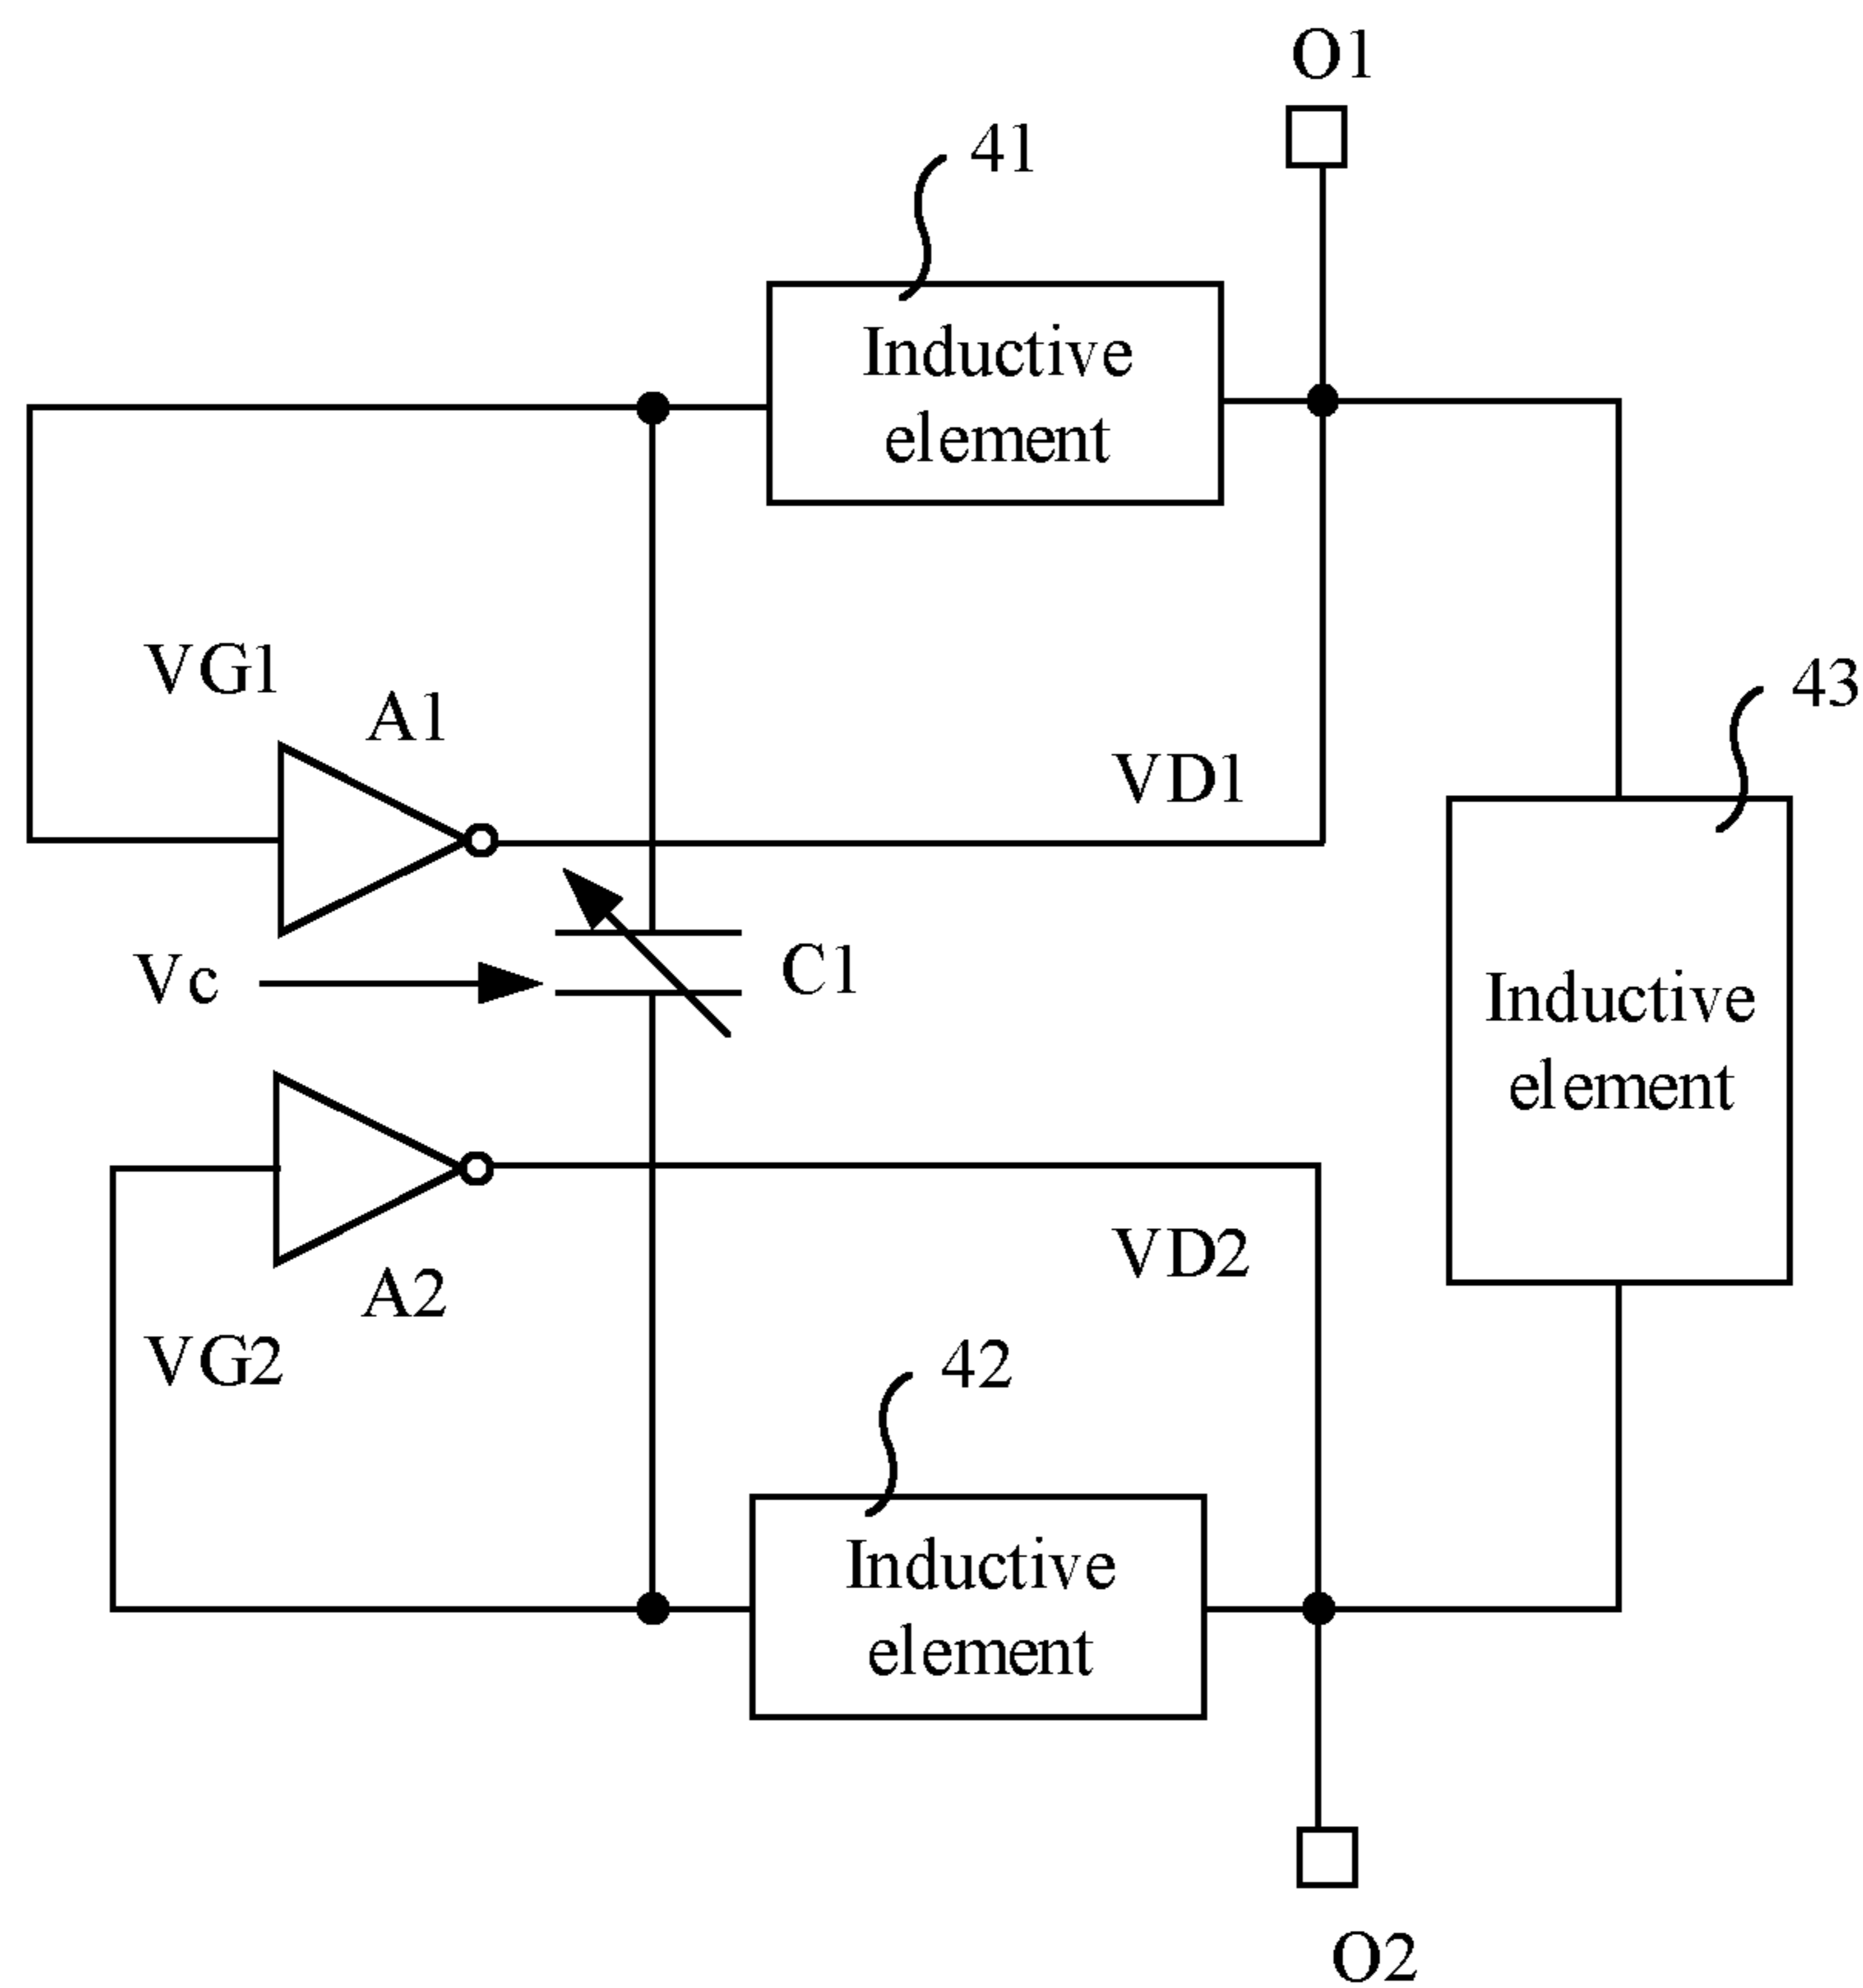 O1
41
Inductive
element
VG1
A1
43
VD1
Vc
C1
Inductive
element
VD2
A2
VG2
42
Inductive
element
O2